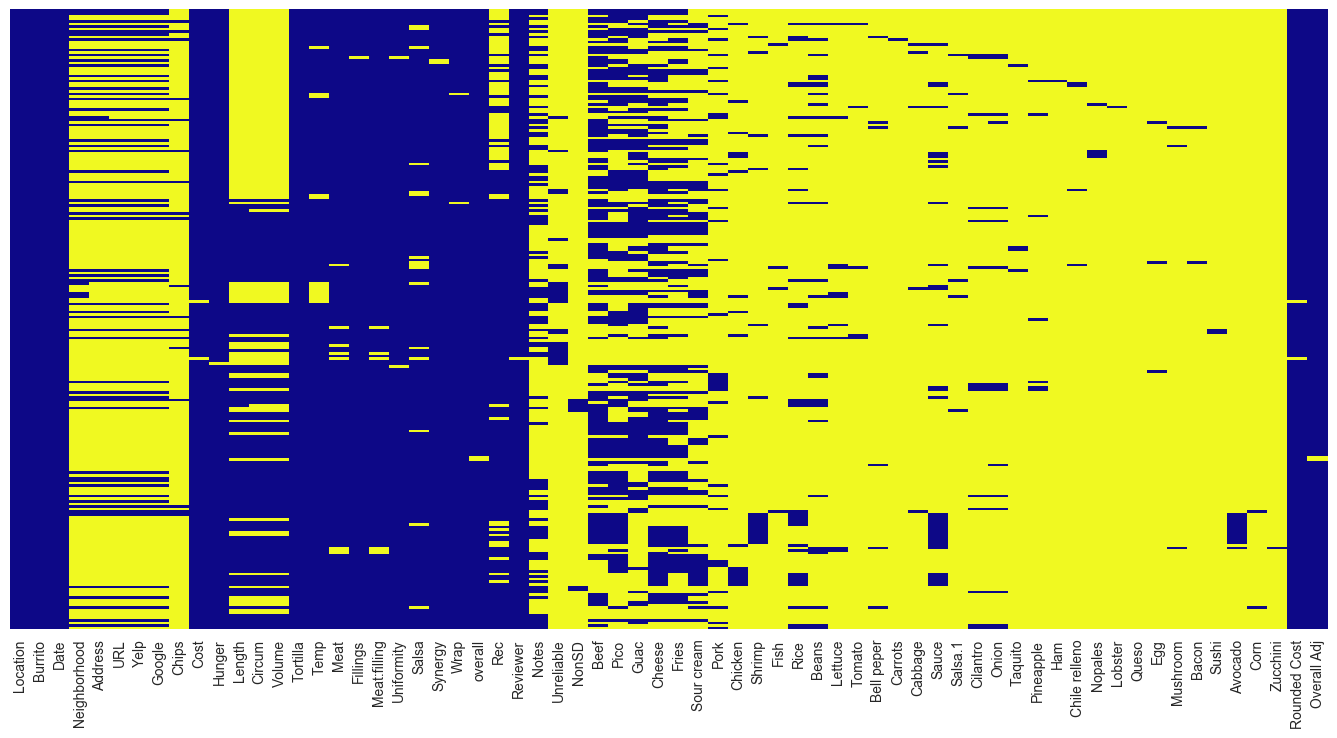 Location
Burrito
Date
Neighborhood
Address
URL
Yelp
Google
Chips
Cost
Hunger
Length
Circum
Volume
Tortilla
Temp
Meat
Fillings
Meat:filling
Uniformity
Salsa
Synergy
Wrap
overall
Rec
Reviewer
Notes
Unreliable
NonSD
Beef
Pico
Guac
Cheese
Fries
Sour cream
Pork
Chicken
Shrimp
Fish
Rice
Beans
Lettuce
Tomato
Bell peper
Carrots
Cabbage
Sauce
Salsa.1
Cilantro
Onion
Taquito
Pineapple
Ham
Chile relleno
Nopales
Lobster
Queso
Egg
Mushroom
Bacon
Sushi
Avocado
Corn
Zucchini
Rounded Cost
Overall Adj